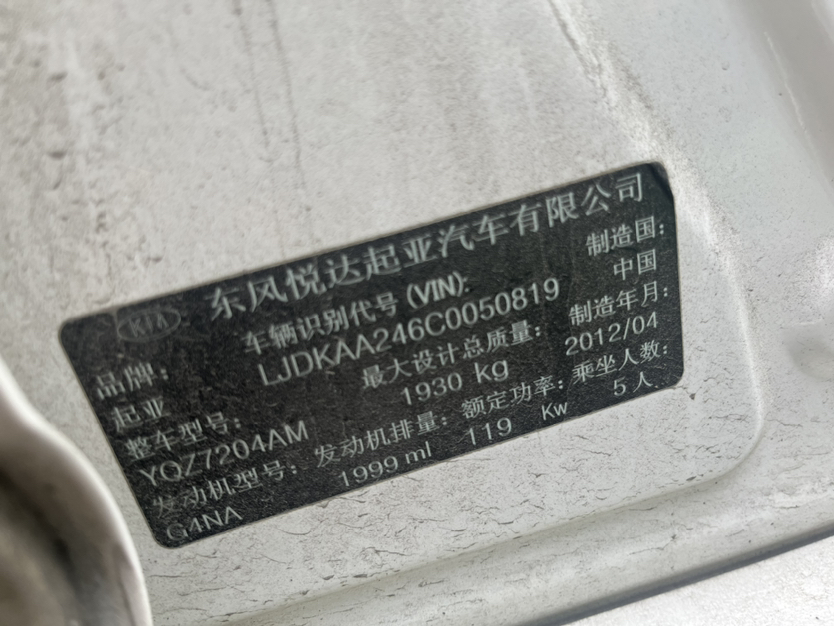 KIA 东风悦达起亚汽车有限公司
品牌： 车辆识别代号 (VIN): 制造国：
起亚 LJDKAA246C0050819 中国
整车型号： 最大设计总质量： 制造年月：
YQZ7204AM 1930 kg 2012/04
发动机型号： 发动机排量： 额定功率： 乘坐人数：
G4NA 1999 ml 119 Kw 5 人